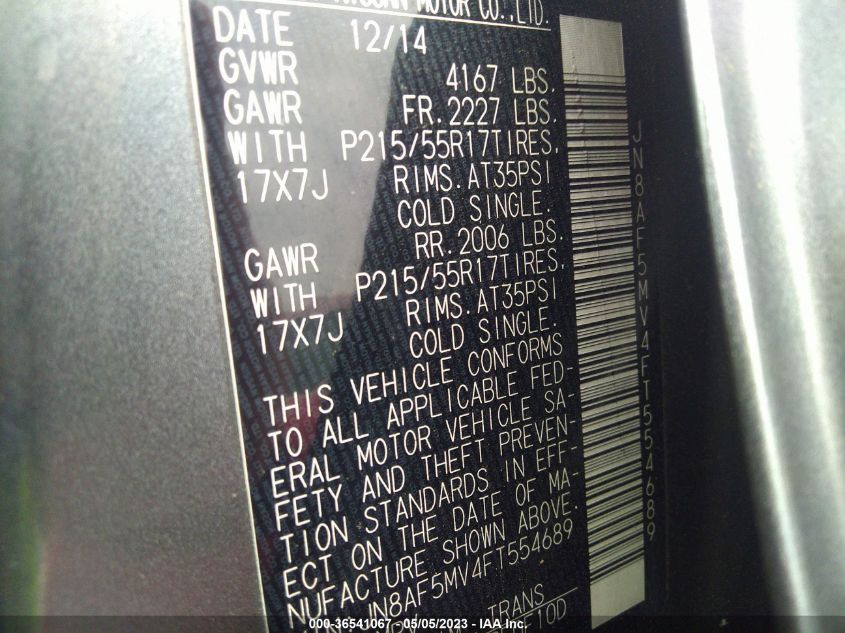 MOTOR CO.,LTD.
DATE 12/14
GVWR 4167 LBS.
GAWR FR.2227 LBS.
WITH P215/55R17TIRES,
17X7J RIMS.AT35PSI
COLD SINGLE.
GAWR RR.2006 LBS.
WITH P215/55R17TIRES,
17X7J RIMS.AT35PSI
COLD SINGLE.
THIS VEHICLE CONFORMS
TO ALL APPLICABLE FED-
ERAL MOTOR VEHICLE SA-
FETY AND THEFT PREVEN-
TION STANDARDS IN EFF-
ECT ON THE DATE OF MA-
NUFACTURE SHOWN ABOVE.
JN8AF5MV4FT554689
TRANS
JN8AF5MV4FT554689
000-36541067 - 05/05/2023 - IAA Inc.